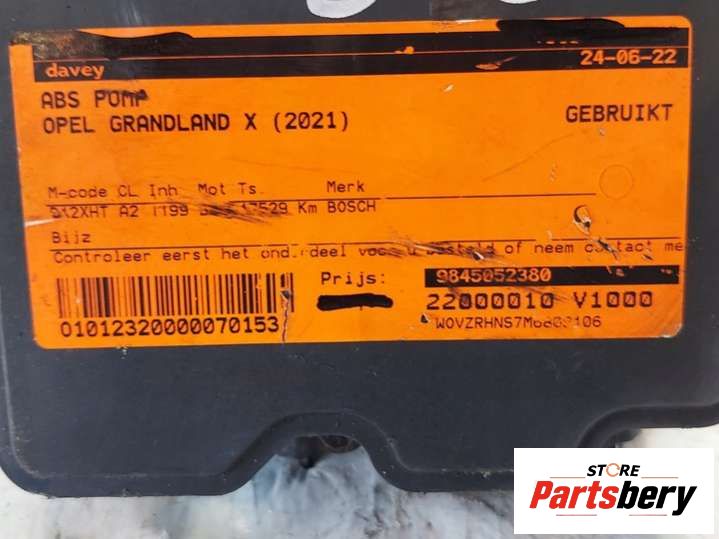 davey
24-06-22
ABS POMP
OPEL GRANDLAND X (2021)
GEBRUIKT
M-code CL Inh Mot Ts. Merk
A2 1199 Km BOSCH
Bijz
Controleer eerst het onderdeel of neem contact me
Prijs:
9845052380
22000010 V1000
01012320000070153
STORE
Partsbery